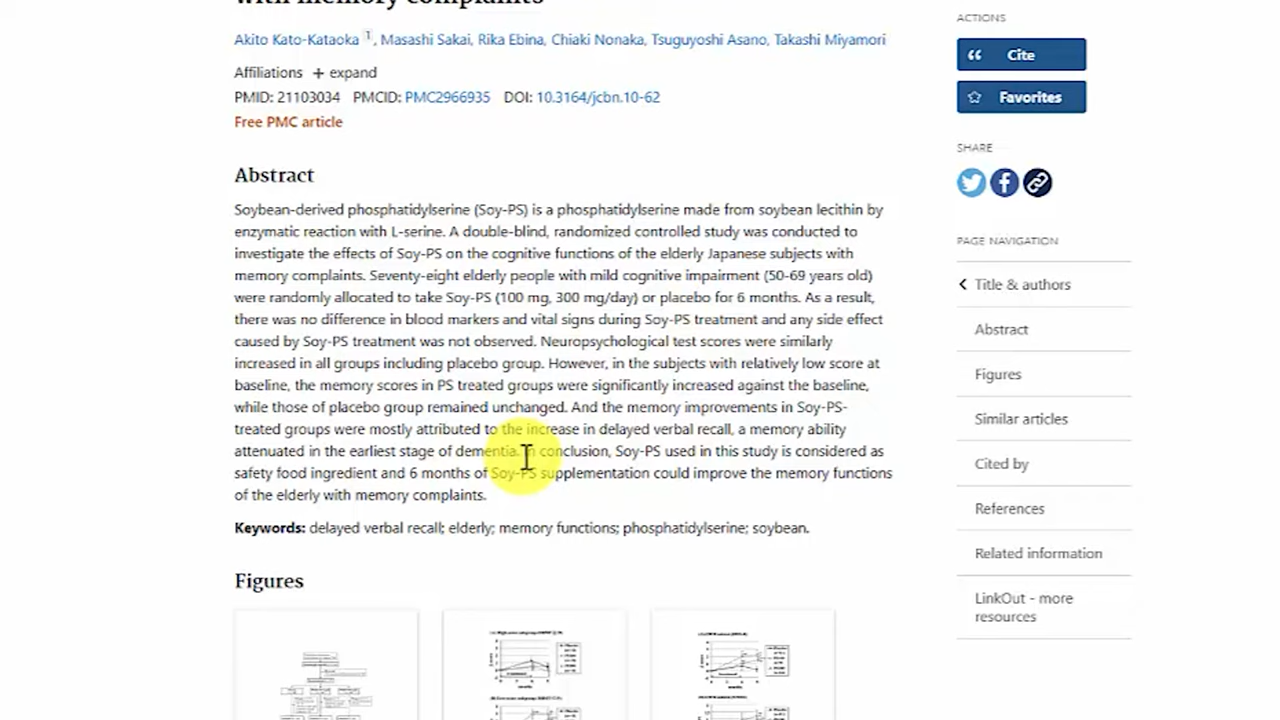 with memory complaints
Akito Kato-Kataoka 1, Masashi Sakai, Rika Ebina, Chiaki Nonaka, Tsuguyoshi Asano, Takashi Miyamori
Affiliations + expand
PMID: 21103034 PMCID: PMC2966935 DOI: 10.3164/jcbn.10-62
Free PMC article
Abstract
Soybean-derived phosphatidylserine (Soy-PS) is a phosphatidylserine made from soybean lecithin by
enzymatic reaction with L-serine. A double-blind, randomized controlled study was conducted to
investigate the effects of Soy-PS on the cognitive functions of the elderly Japanese subjects with
memory complaints. Seventy-eight elderly people with mild cognitive impairment (50-69 years old)
were randomly allocated to take Soy-PS (100 mg, 300 mg/day) or placebo for 6 months. As a result,
there was no difference in blood markers and vital signs during Soy-PS treatment and any side effect
caused by Soy-PS treatment was not observed. Neuropsychological test scores were similarly
increased in all groups including placebo group. However, in the subjects with relatively low score at
baseline, the memory scores in PS treated groups were significantly increased against the baseline,
while those of placebo group remained unchanged. And the memory improvements in Soy-PS-
treated groups were mostly attributed to the increase in delayed verbal recall, a memory ability
attenuated in the earliest stage of dementia. In conclusion, Soy-PS used in this study is considered as
safety food ingredient and 6 months of Soy-PS supplementation could improve the memory functions
of the elderly with memory complaints.
Keywords: delayed verbal recall; elderly; memory functions; phosphatidylserine; soybean.
Figures
ACTIONS
Cite
Favorites
SHARE
PAGE NAVIGATION
Title & authors
Abstract
Figures
Similar articles
Cited by
References
Related information
LinkOut - more
resources